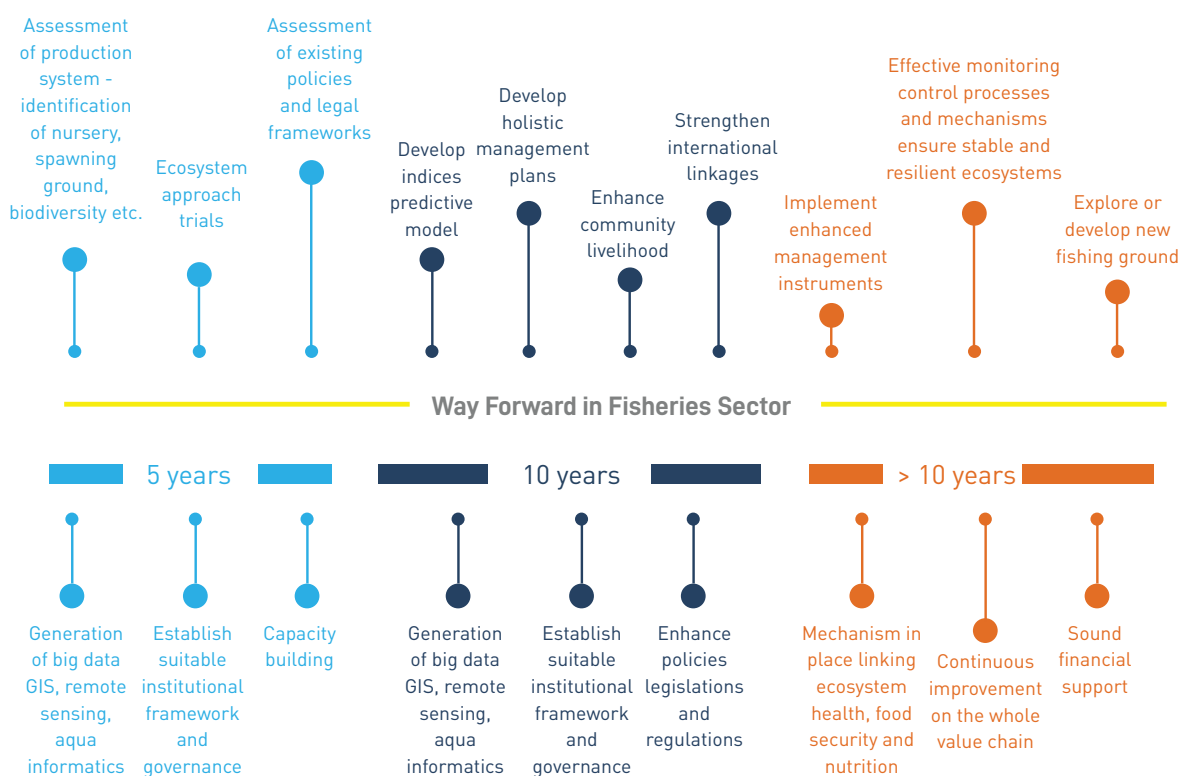 Assessment
of production
system -
identification
of nursery,
spawning
ground,
biodiversity etc.
Ecosystem
approach
trials
Assessment
of existing
policies
and legal
frameworks
Develop
indices
predictive
model
Develop
holistic
management
plans
Enhance
community
livelihood
Strengthen
international
linkages
Implement
enhanced
management
instruments
Effective monitoring
control processes
and mechanisms
ensure stable and
resilient ecosystems
Explore or
develop new
fishing ground
Way Forward in Fisheries Sector
5 years
10 years
> 10 years
Generation
of big data
GIS, remote
sensing,
aqua
informatics
Establish
suitable
institutional
framework
and
governance
Capacity
building
Generation
of big data
GIS, remote
sensing,
aqua
informatics
Establish
suitable
institutional
framework
and
governance
Enhance
policies
legislations
and
regulations
Mechanism in
place linking
ecosystem
health, food
security and
nutrition
Continuous
improvement
on the whole
value chain
Sound
financial
support